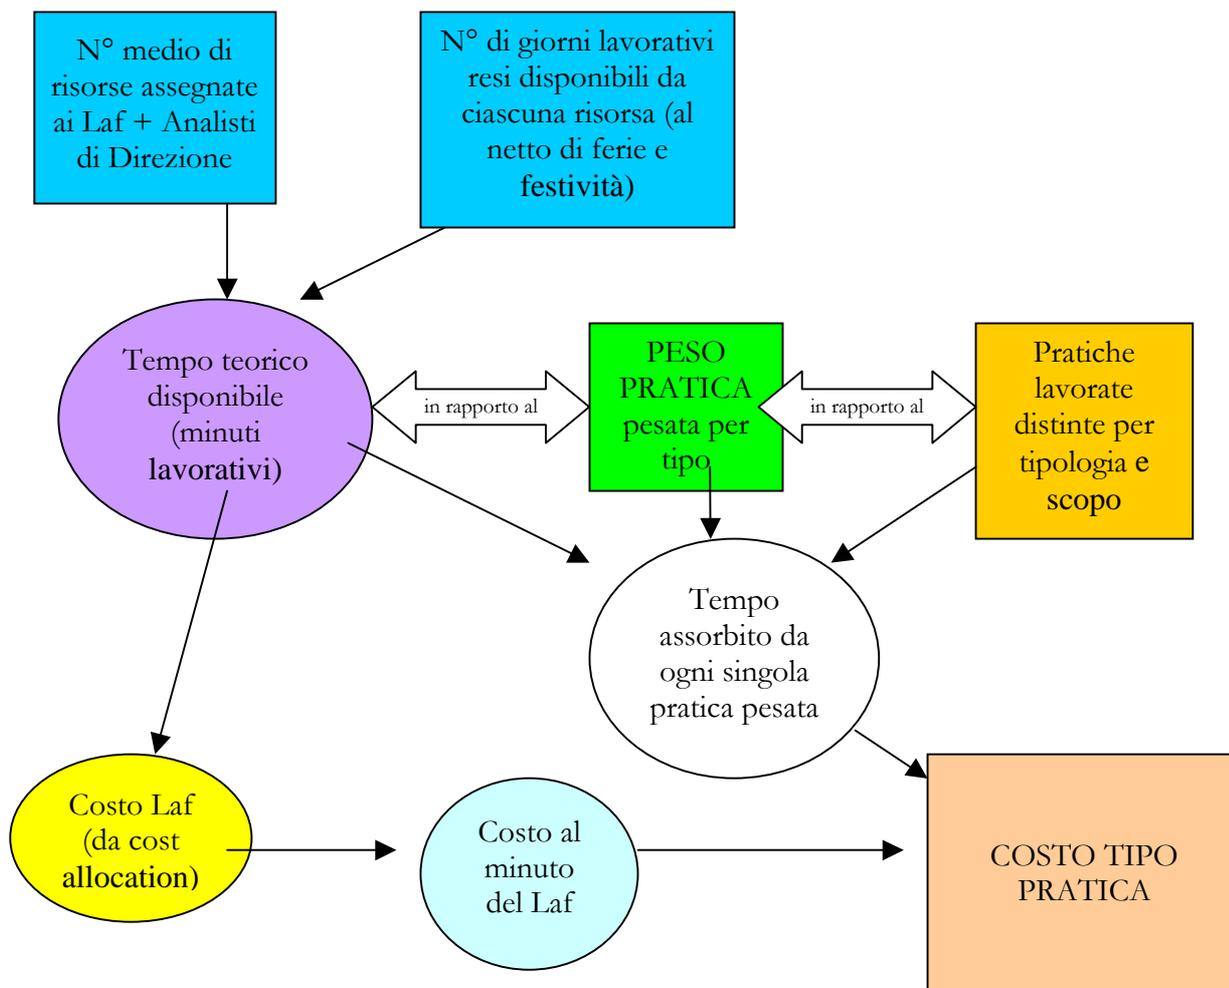 N° medio di
risorse assegnate
ai Laf + Analisti
di Direzione
N° di giorni lavorativi
resi disponibili da
ciascuna risorsa (al
netto di ferie e
festività)
Tempo teorico
disponibile
(minuti
lavorativi)
in rapporto al
PESO
PRATICA
pesata per
tipo
in rapporto al
Pratiche
lavorate
distinte per
tipologia e
scopo
Tempo
assorbito da
ogni singola
pratica pesata
Costo Laf
(da cost
allocation)
Costo al
minuto
del Laf
COSTO TIPO
PRATICA